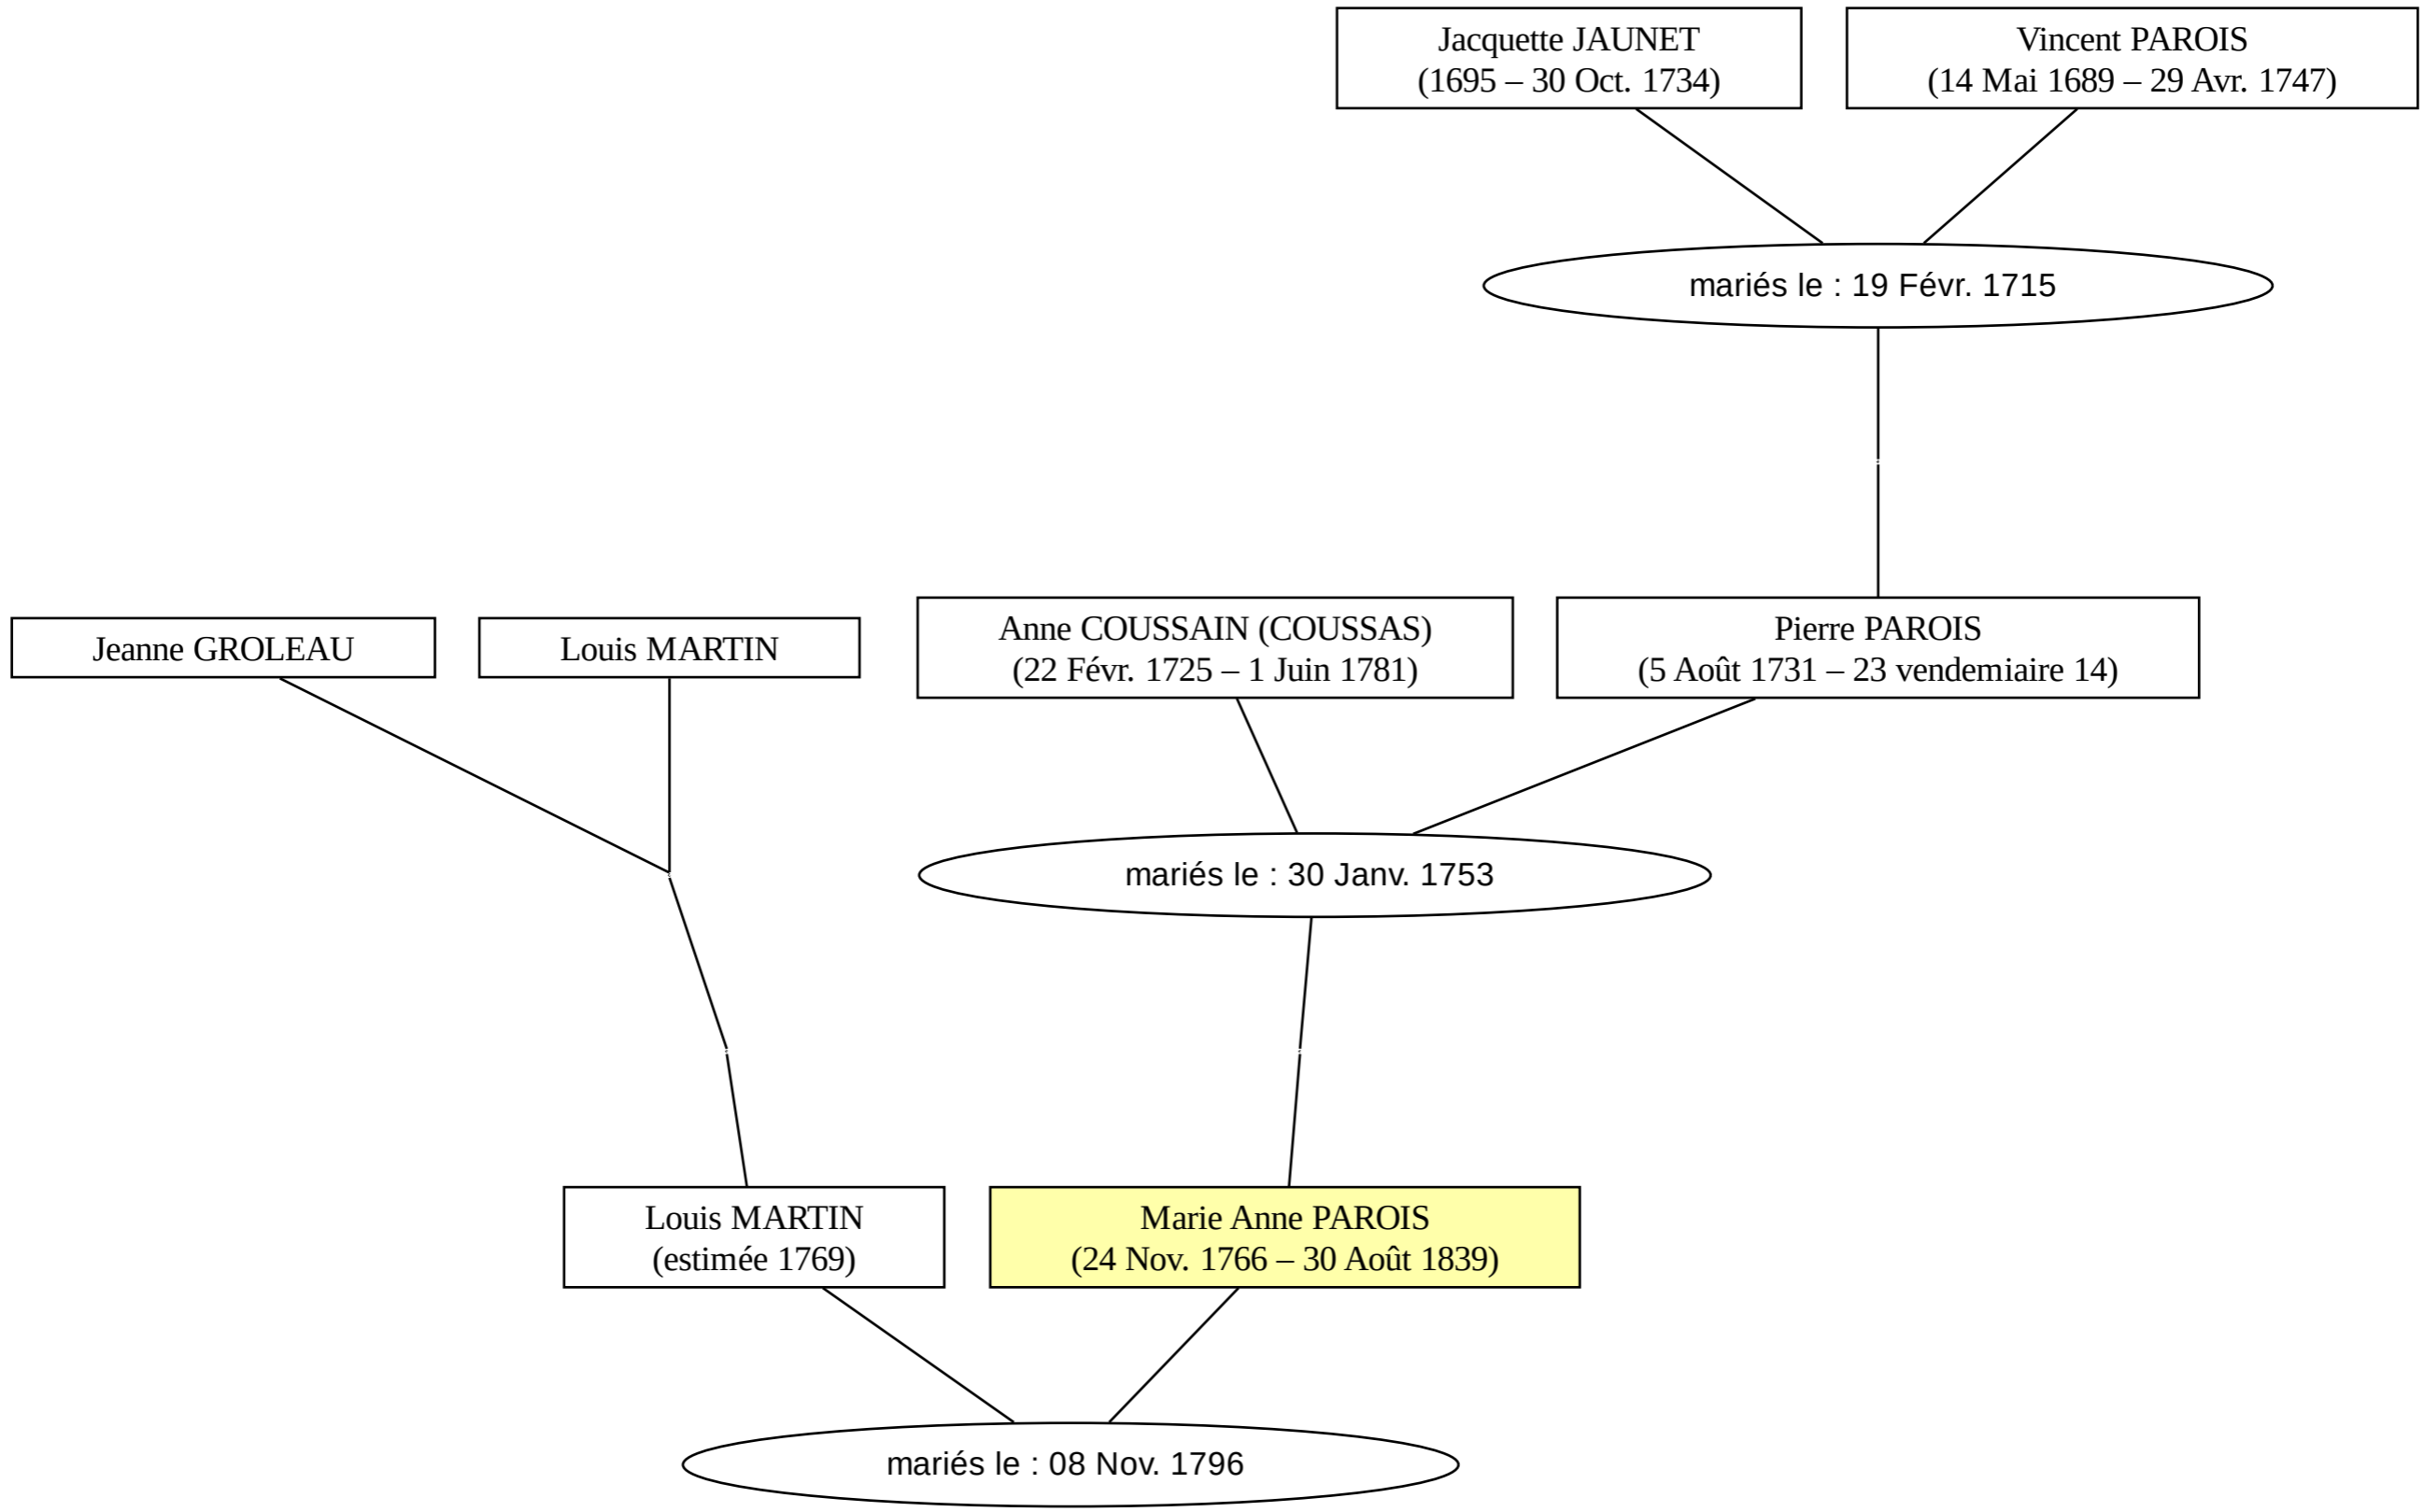 Jacquette JAUNET
(1695 – 30 Oct. 1734)
Vincent PAROIS
(14 Mai 1689 – 29 Avr. 1747)
mariés le : 19 Févr. 1715
Jeanne GROLEAU
Louis MARTIN
Anne COUSSAIN (COUSSAS)
(22 Févr. 1725 – 1 Juin 1781)
Pierre PAROIS
(5 Août 1731 – 23 vendemiaire 14)
mariés le : 30 Janv. 1753
Louis MARTIN
(estimée 1769)
Marie Anne PAROIS
(24 Nov. 1766 – 30 Août 1839)
mariés le : 08 Nov. 1796